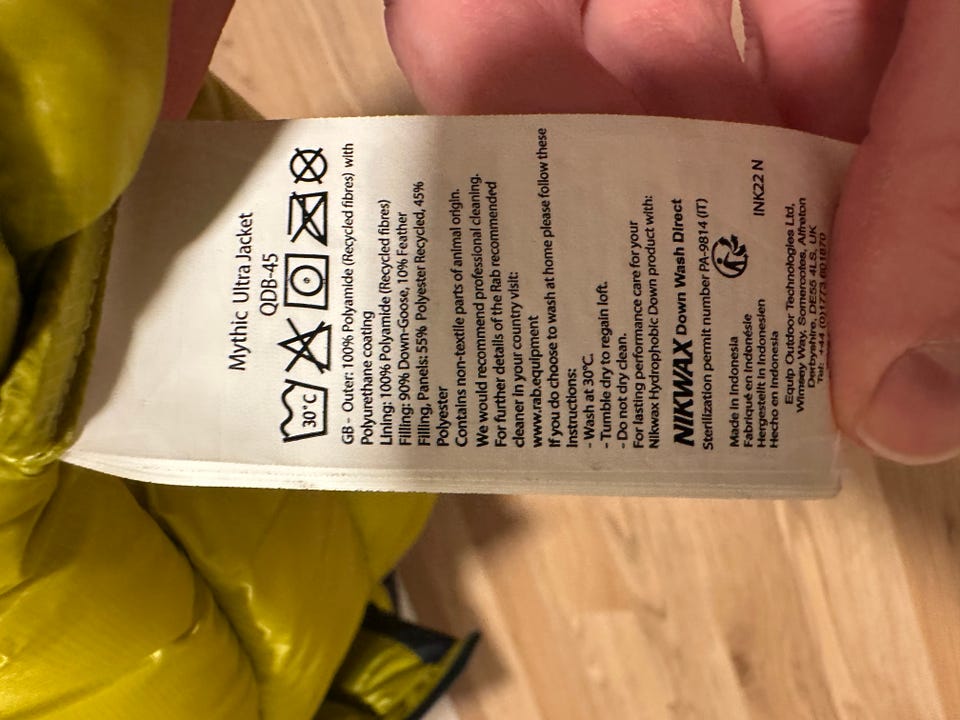 Mythic Ultra Jacket
QDB-45
30°C
GB - Outer: 100% Polyamide (Recycled fibres) with
Polyurethane coating
Lining: 100% Polyamide (Recycled fibres)
Filling: 90% Down-Goose, 10% Feather
Filling, Panels: 55% Polyester Recycled, 45%
Polyester
Contains non-textile parts of animal origin.
We would recommend professional cleaning.
For further details of the Rab recommended
cleaner in your country visit:
www.rab.equipment
If you do choose to wash at home please follow these
Instructions:
- Wash at 30°C.
- Tumble dry to regain loft.
- Do not dry clean.
For lasting performance care for your
Nikwax Hydrophobic Down product with:
NIKWAX Down Wash Direct
Sterilization permit number PA-9814 (IT)
Made in Indonesia
Fabriqué en Indonésie
Hergestellt in Indonesien
Hecho en Indonesia
INK22 N
Equip Outdoor Technologies Ltd,
Wimsey Way, Somercotes, Alfreton
Derbyshire, DE55 4LS, UK
Tel: +44 (0)1773 601870